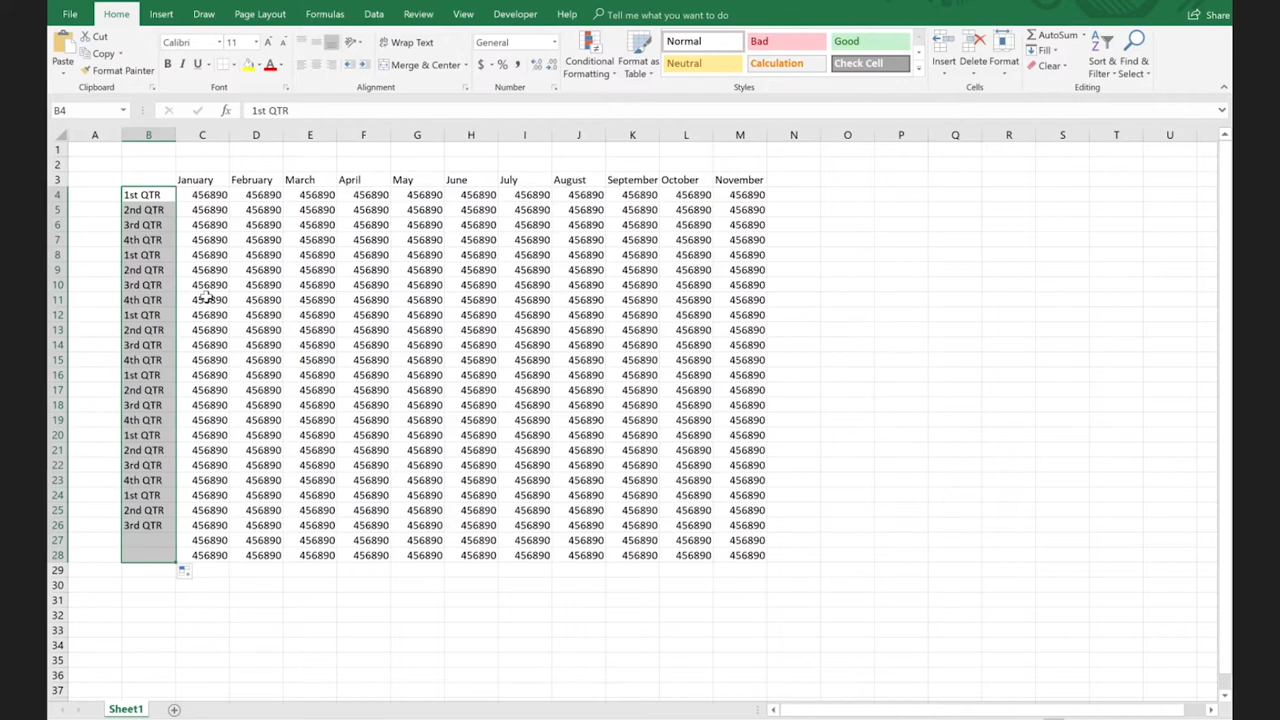 File Home Insert Draw Page Layout Formulas Data Review View Developer Help Tell me what you want to do Share
Paste Cut Calibri 11 A A Wrap Text General Conditional Format as Normal Bad Good Insert Delete Format AutoSum Sort & Find &
Copy Formatting Table Fill Filter Select
Format Painter B I U A Merge & Center $ % , Neutral Calculation Check Cell Clear
Clipboard Font Alignment Number Styles Cells Editing
B4 fx 1st QTR
A B C D E F G H I J K L M N O P Q R S T U
1
2
3 January February March April May June July August September October November
4 1st QTR 456890 456890 456890 456890 456890 456890 456890 456890 456890 456890 456890
5 2nd QTR 456890 456890 456890 456890 456890 456890 456890 456890 456890 456890 456890
6 3rd QTR 456890 456890 456890 456890 456890 456890 456890 456890 456890 456890 456890
7 4th QTR 456890 456890 456890 456890 456890 456890 456890 456890 456890 456890 456890
8 1st QTR 456890 456890 456890 456890 456890 456890 456890 456890 456890 456890 456890
9 2nd QTR 456890 456890 456890 456890 456890 456890 456890 456890 456890 456890 456890
10 3rd QTR 456890 456890 456890 456890 456890 456890 456890 456890 456890 456890 456890
11 4th QTR 456890 456890 456890 456890 456890 456890 456890 456890 456890 456890 456890
12 1st QTR 456890 456890 456890 456890 456890 456890 456890 456890 456890 456890 456890
13 2nd QTR 456890 456890 456890 456890 456890 456890 456890 456890 456890 456890 456890
14 3rd QTR 456890 456890 456890 456890 456890 456890 456890 456890 456890 456890 456890
15 4th QTR 456890 456890 456890 456890 456890 456890 456890 456890 456890 456890 456890
16 1st QTR 456890 456890 456890 456890 456890 456890 456890 456890 456890 456890 456890
17 2nd QTR 456890 456890 456890 456890 456890 456890 456890 456890 456890 456890 456890
18 3rd QTR 456890 456890 456890 456890 456890 456890 456890 456890 456890 456890 456890
19 4th QTR 456890 456890 456890 456890 456890 456890 456890 456890 456890 456890 456890
20 1st QTR 456890 456890 456890 456890 456890 456890 456890 456890 456890 456890 456890
21 2nd QTR 456890 456890 456890 456890 456890 456890 456890 456890 456890 456890 456890
22 3rd QTR 456890 456890 456890 456890 456890 456890 456890 456890 456890 456890 456890
23 4th QTR 456890 456890 456890 456890 456890 456890 456890 456890 456890 456890 456890
24 1st QTR 456890 456890 456890 456890 456890 456890 456890 456890 456890 456890 456890
25 2nd QTR 456890 456890 456890 456890 456890 456890 456890 456890 456890 456890 456890
26 3rd QTR 456890 456890 456890 456890 456890 456890 456890 456890 456890 456890 456890
27 456890 456890 456890 456890 456890 456890 456890 456890 456890 456890 456890
28 456890 456890 456890 456890 456890 456890 456890 456890 456890 456890 456890
29
30
31
32
33
34
35
36
37
Sheet1